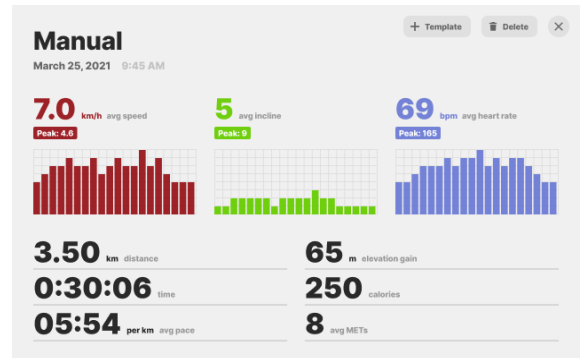 + Template
Delete
Manual
March 25, 2021 9:45 AM
7.0 km/h avg speed
Peak: 4.6
5 avg incline
Peak: 9
69 bpm avg heart rate
Peak: 165
3.50 km distance
65 m elevation gain
0:30:06 time
250 calories
05:54 per km avg pace
8 avg METs